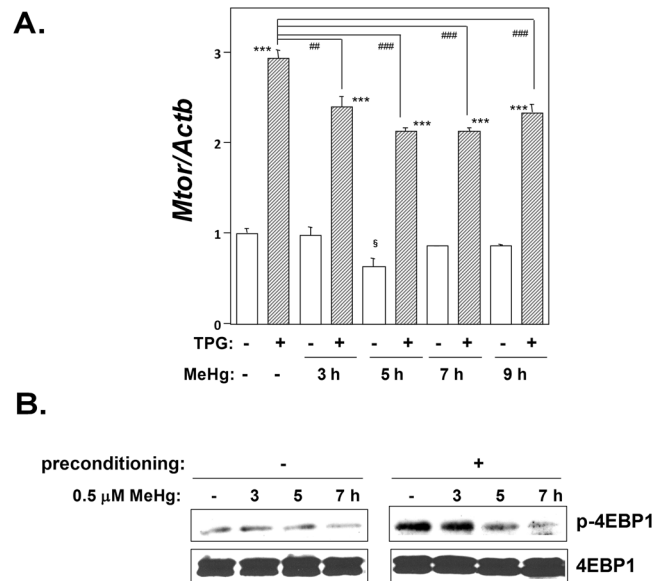 A.
Mtor/Actb
3
2
1
0
***
##
###
###
###
***
***
***
***
§
TPG: - + - + - + - + - +
MeHg: - - 3 h 5 h 7 h 9 h
B.
preconditioning: - +
0.5 μM MeHg: - 3 5 7 h - 3 5 7 h
p-4EBP1
4EBP1